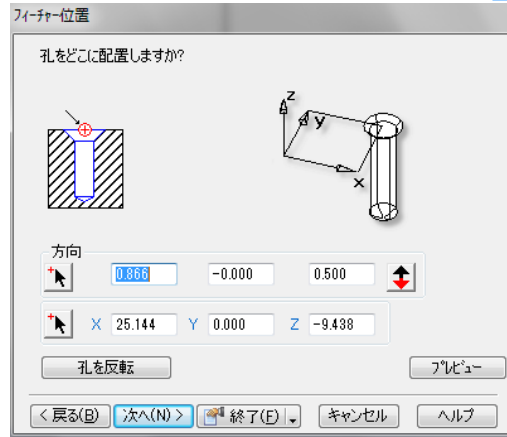 フィーチャー位置
孔をどこに配置しますか?
z
y
x
方向
0.866 -0.000 0.500
X 25.144 Y 0.000 Z -9.438
孔を反転 プレビュー
< 戻る(B) 次へ(N) > 終了(F) キャンセル ヘルプ